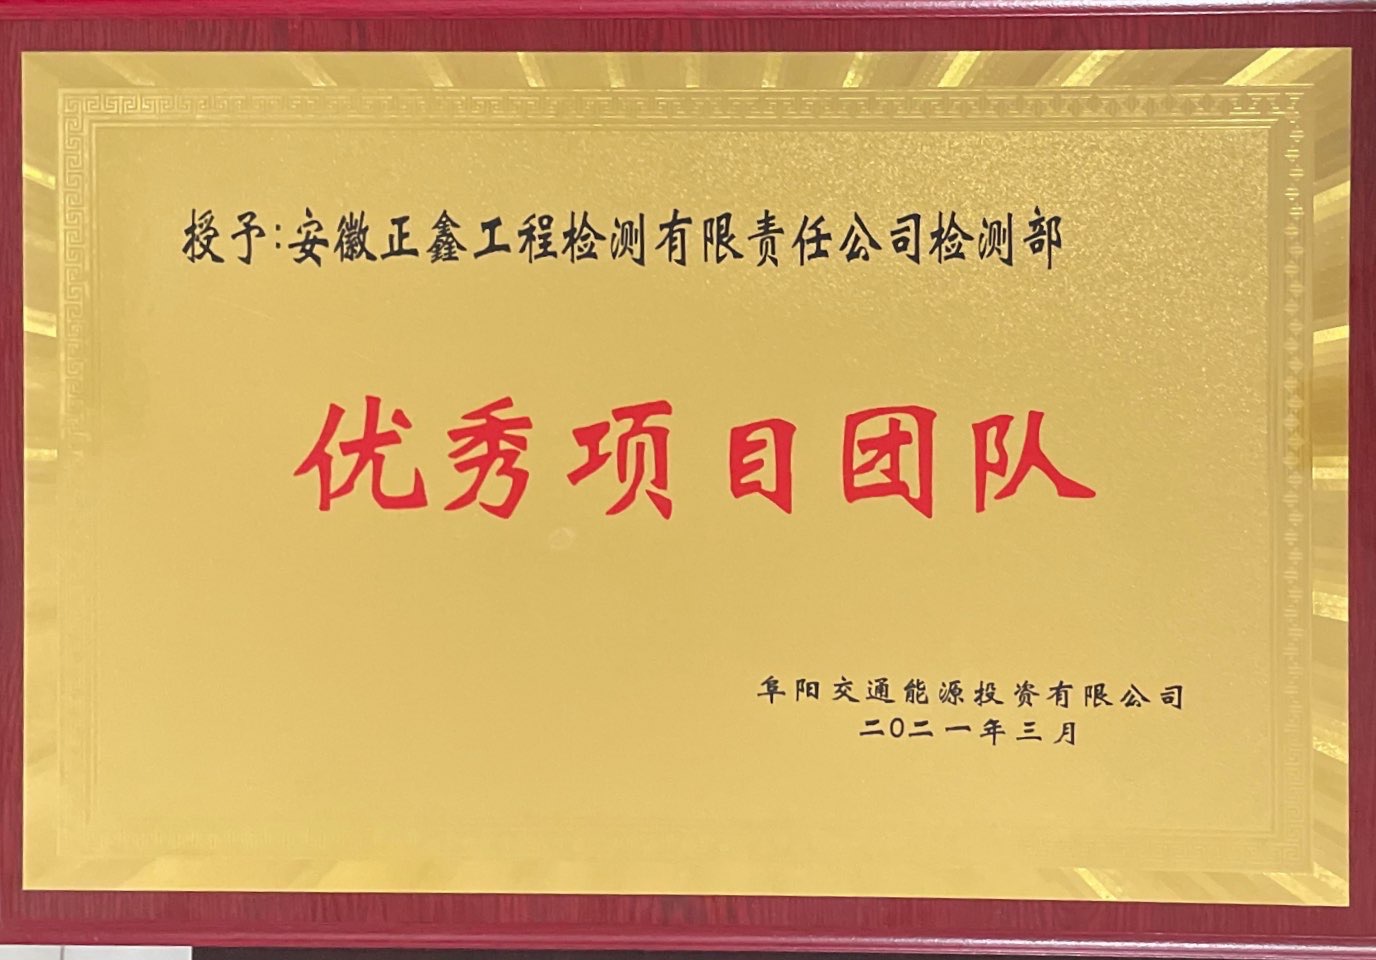 授予:安徽正鑫工程检测有限责任公司检测部
优秀项目团队
阜阳交通能源投资有限公司
二〇二一年三月